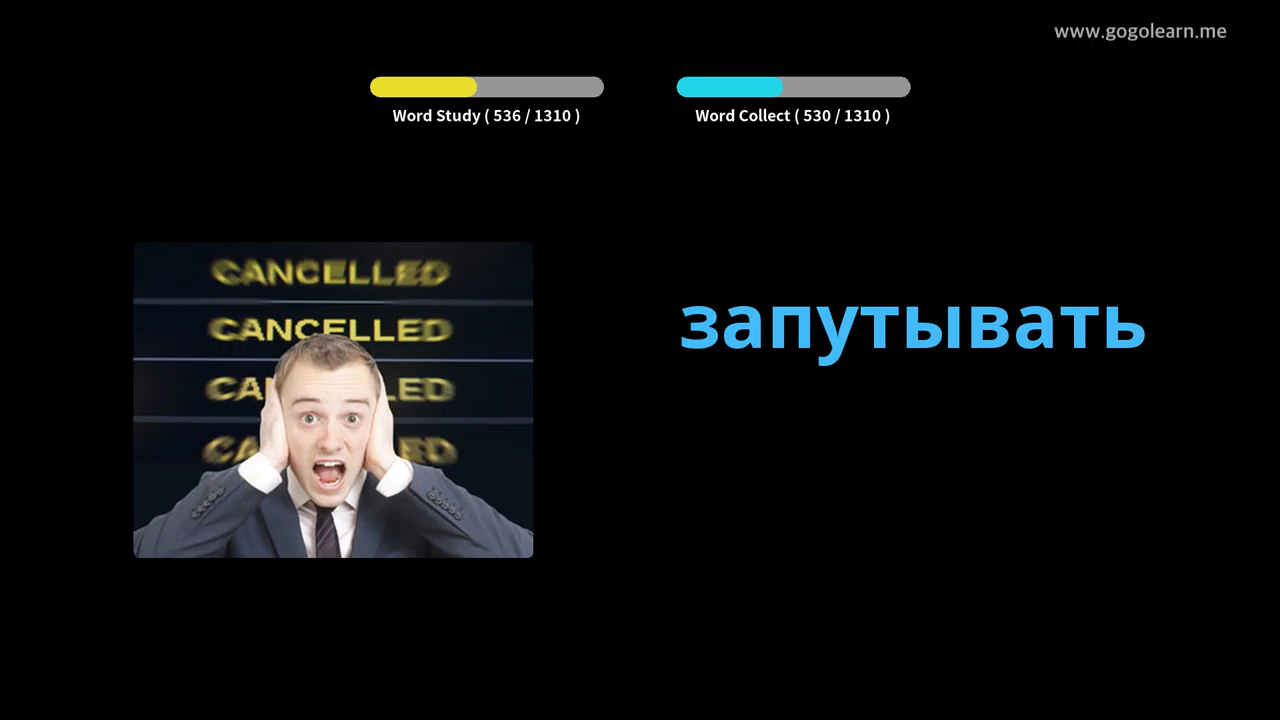 www.gogolearn.me
Word Study ( 536 / 1310 )
Word Collect ( 530 / 1310 )
CANCELLED
CANCELLED
запутывать